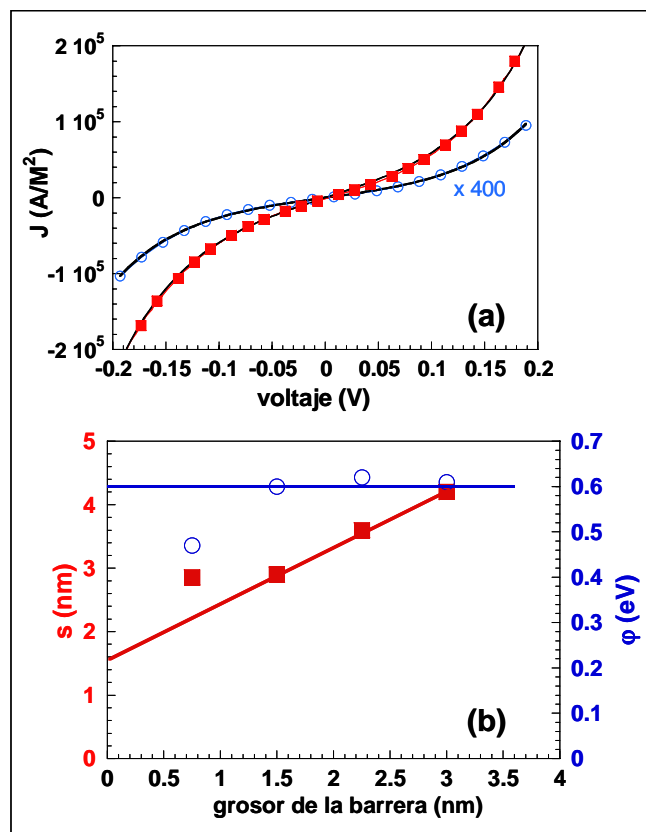 2 10⁵
1 10⁵
0
-1 10⁵
-2 10⁵
J (A/M²)
x 400
(a)
-0.2 -0.15 -0.1 -0.05 0 0.05 0.1 0.15 0.2
voltaje (V)
5
4
3
2
1
0
s (nm)
0.7
0.6
0.5
0.4
0.3
0.2
0.1
0
φ (eV)
(b)
0 0.5 1 1.5 2 2.5 3 3.5 4
grosor de la barrera (nm)